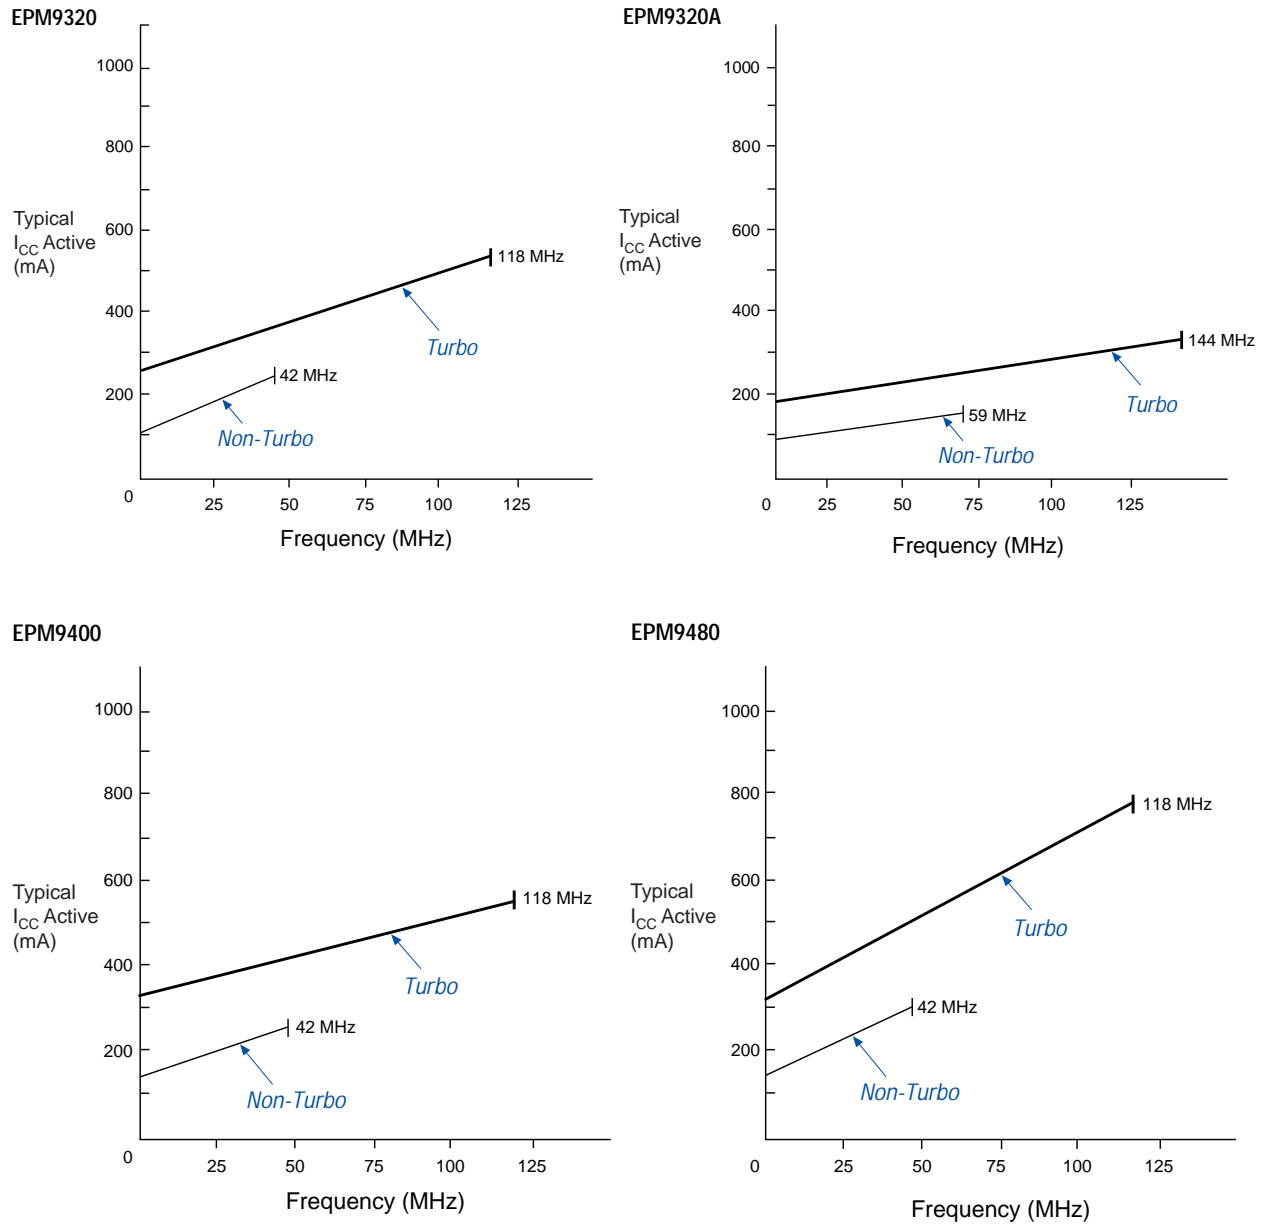 EPM9320
1000
800
600
400
200
0
Typical
ICC Active
(mA)
118 MHz
Turbo
42 MHz
Non-Turbo
25 50 75 100 125
Frequency (MHz)
EPM9320A
1000
800
600
400
200
0
Typical
ICC Active
(mA)
144 MHz
Turbo
59 MHz
Non-Turbo
25 50 75 100 125
Frequency (MHz)
EPM9400
1000
800
600
400
200
0
Typical
ICC Active
(mA)
118 MHz
Turbo
42 MHz
Non-Turbo
25 50 75 100 125
Frequency (MHz)
EPM9480
1000
800
600
400
200
0
Typical
ICC Active
(mA)
118 MHz
Turbo
42 MHz
Non-Turbo
25 50 75 100 125
Frequency (MHz)